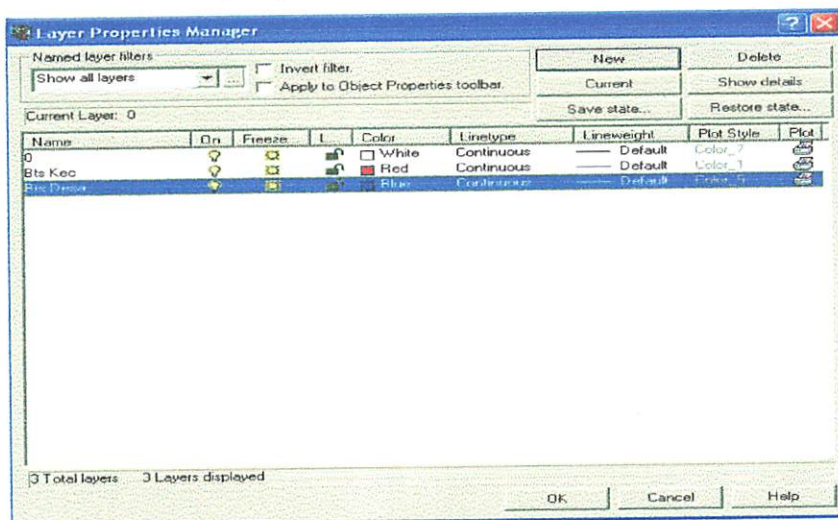 Layer Properties Manager
Named layer filters
Show all layers
...
Invert filter.
Apply to Object Properties toolbar.
New
Delete
Current
Show details
Save state...
Restore state...
Current Layer: 0
Name On Freeze... L... Color Linetype Lineweight Plot Style Plot
0 White Continuous Default Color_7
Bts Kec Red Continuous Default Color_1
Bts Desa Blue Continuous Default Color_5
3 Total layers 3 Layers displayed
OK Cancel Help